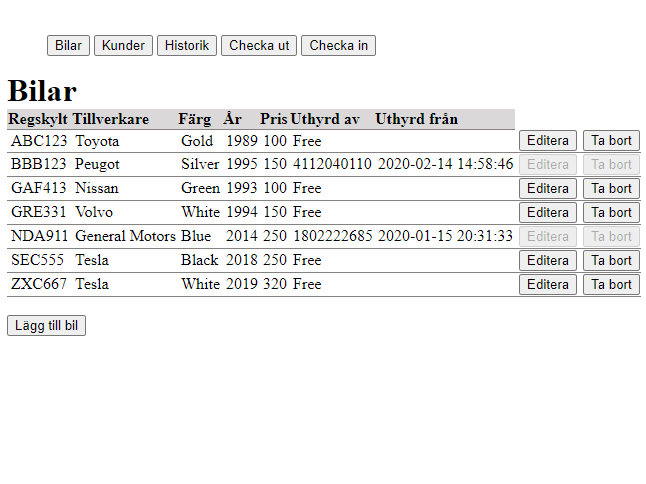 Bilar Kunder Historik Checka ut Checka in
Bilar
Regskylt Tillverkare Färg År Pris Uthyrd av Uthyrd från
ABC123 Toyota Gold 1989 100 Free Editera Ta bort
BBB123 Peugot Silver 1995 150 4112040110 2020-02-14 14:58:46 Editera Ta bort
GAF413 Nissan Green 1993 100 Free Editera Ta bort
GRE331 Volvo White 1994 150 Free Editera Ta bort
NDA911 General Motors Blue 2014 250 1802222685 2020-01-15 20:31:33 Editera Ta bort
SEC555 Tesla Black 2018 250 Free Editera Ta bort
ZXC667 Tesla White 2019 320 Free Editera Ta bort
Lägg till bil